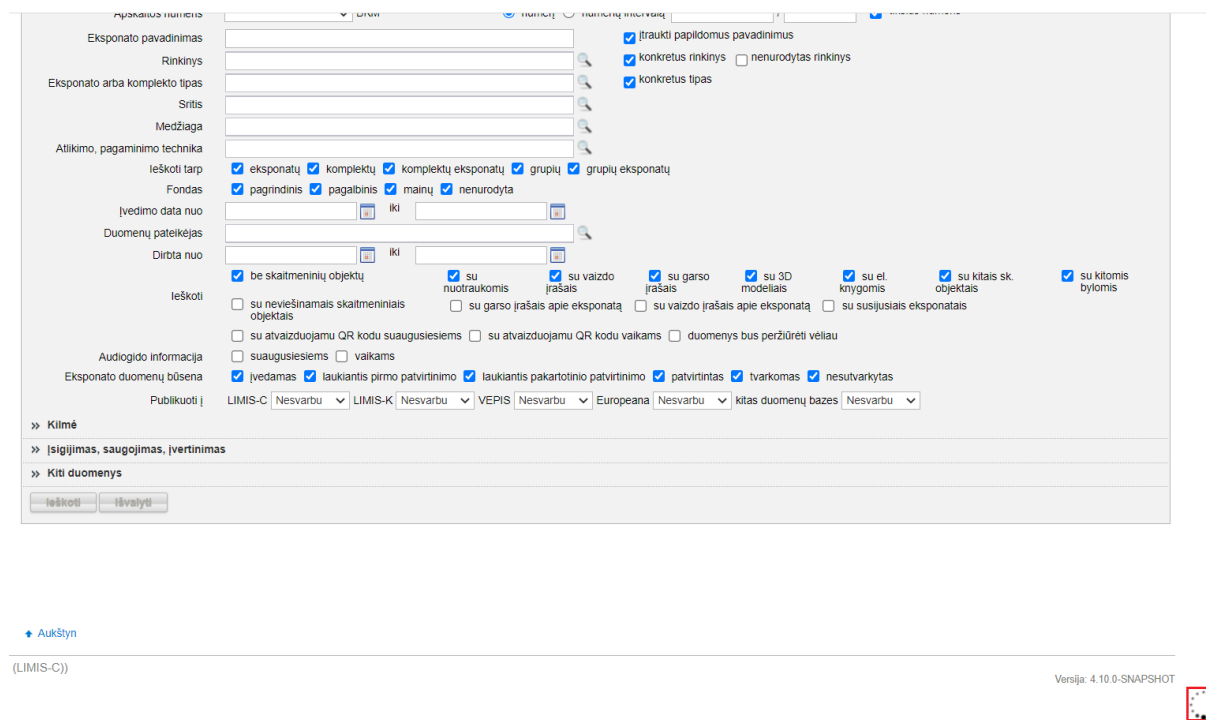 Apskaitos numeris BKM numerį numerių intervalą /
Eksponato pavadinimas įtraukti papildomus pavadinimus
Rinkinys konkretus rinkinys nenurodytas rinkinys
Eksponato arba komplekto tipas konkretus tipas
Sritis
Medžiaga
Atlikimo, pagaminimo technika
Ieškoti tarp eksponatų komplektų komplektų eksponatų grupių grupių eksponatų
Fondas pagrindinis pagalbinis mainų nenurodyta
Įvedimo data nuo iki
Duomenų pateikėjas
Dirbta nuo iki
Ieškoti be skaitmeninių objektų su nuotraukomis su vaizdo įrašais su garso įrašais su 3D modeliais su el. knygomis su kitais sk. objektais su kitomis bylomis
su neviešinamais skaitmeniniais objektais su garso įrašais apie eksponatą su vaizdo įrašais apie eksponatą su susijusiais eksponatais
su atvaizduojamu QR kodu suaugusiesiems su atvaizduojamu QR kodu vaikams duomenys bus peržiūrėti vėliau
Audiogido informacija suaugusiesiems vaikams
Eksponato duomenų būsena įvedamas laukiantis pirmo patvirtinimo laukiantis pakartotinio patvirtinimo patvirtintas tvarkomas nesutvarkytas
Publikuoti į LIMIS-C Nesvarbu LIMIS-K Nesvarbu VEPIS Nesvarbu Europeana Nesvarbu kitas duomenų bazes Nesvarbu
» Kilmė
» Įsigijimas, saugojimas, įvertinimas
» Kiti duomenys
Ieškoti Išvalyti
Aukštyn
(LIMIS-C))
Versija: 4.10.0-SNAPSHOT